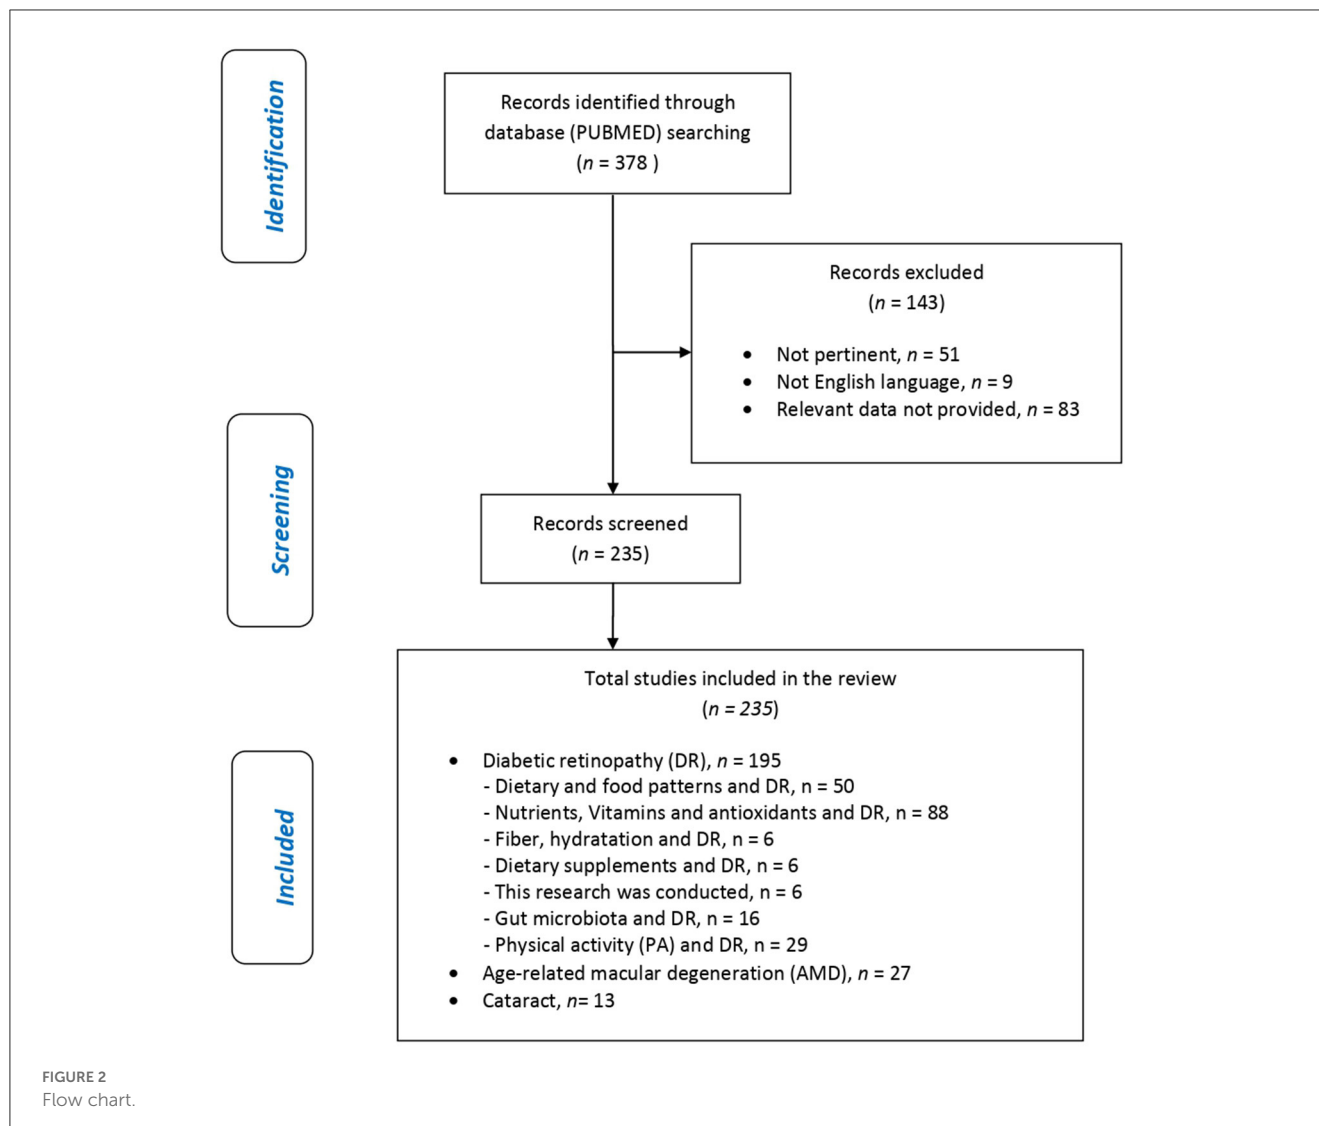 Identification
Records identified through
database (PUBMED) searching
(n = 378 )
Records excluded
(n = 143)
• Not pertinent, n = 51
• Not English language, n = 9
• Relevant data not provided, n = 83
Screening
Records screened
(n = 235)
Included
Total studies included in the review
(n = 235)
• Diabetic retinopathy (DR), n = 195
- Dietary and food patterns and DR, n = 50
- Nutrients, Vitamins and antioxidants and DR, n = 88
- Fiber, hydratation and DR, n = 6
- Dietary supplements and DR, n = 6
- This research was conducted, n = 6
- Gut microbiota and DR, n = 16
- Physical activity (PA) and DR, n = 29
• Age-related macular degeneration (AMD), n = 27
• Cataract, n= 13
FIGURE 2
Flow chart.